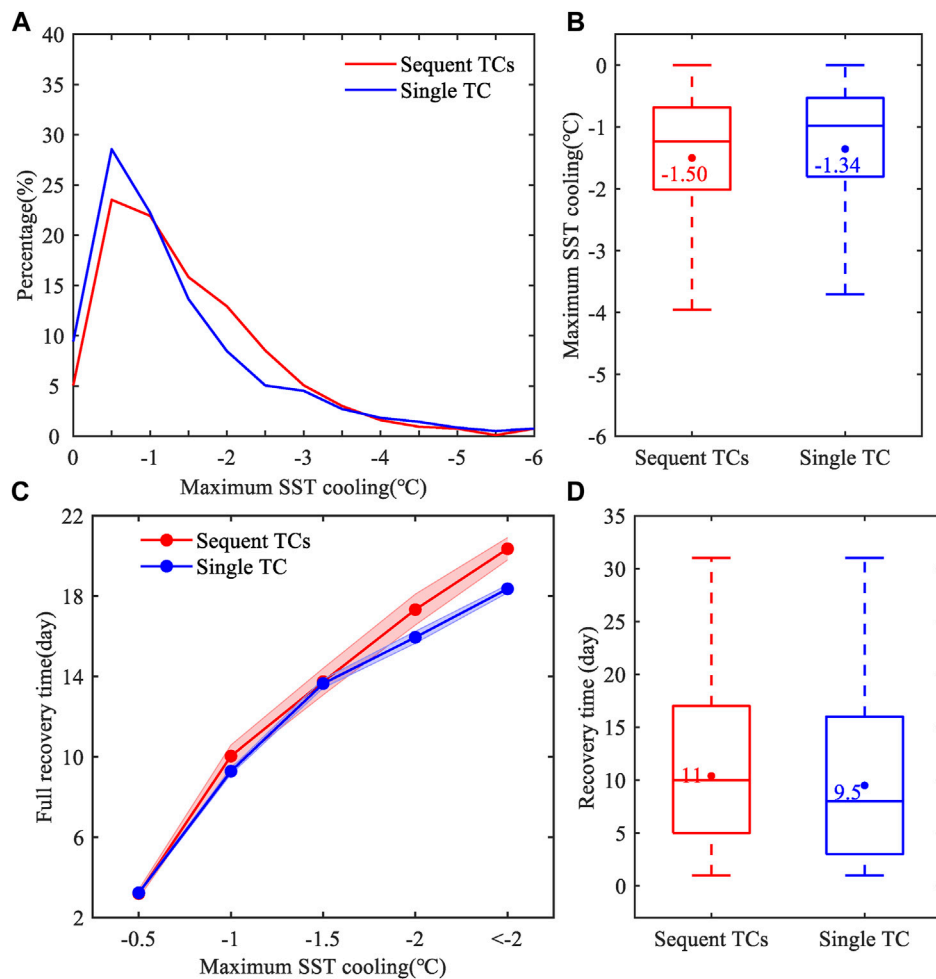 A
40
35
30
25
20
15
10
5
0
Percentage(%)
Sequent TCs
Single TC
0 -1 -2 -3 -4 -5 -6
Maximum SST cooling(℃)
B
0
-1
-2
-3
-4
-5
-6
Maximum SST cooling(℃)
-1.50
-1.34
Sequent TCs Single TC
C
22
18
14
10
6
2
Full recovery time(day)
Sequent TCs
Single TC
-0.5 -1 -1.5 -2 <-2
Maximum SST cooling(℃)
D
35
30
25
20
15
10
5
0
Recovery time (day)
11
9.5
Sequent TCs Single TC